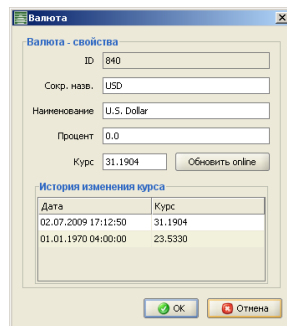 Валюта
Валюта - свойства
ID 840
Сокр. назв. USD
Наименование U.S. Dollar
Процент 0.0
Курс 31.1904 Обновить online
История изменения курса
Дата Курс
02.07.2009 17:12:50 31.1904
01.01.1970 04:00:00 23.5330
OK Отмена